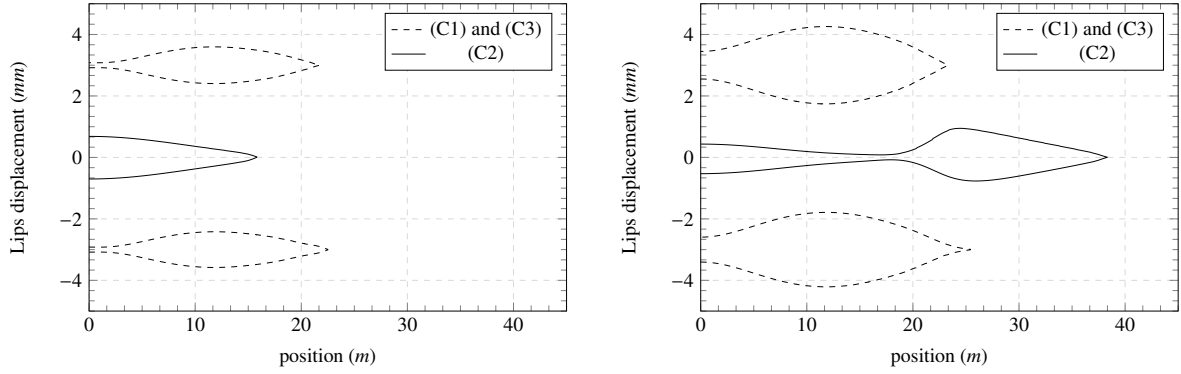 4
2
0
−2
−4
Lips displacement (mm)
0
10
20
30
40
position (m)
(C1) and (C3)
(C2)
4
2
0
−2
−4
Lips displacement (mm)
0
10
20
30
40
position (m)
(C1) and (C3)
(C2)